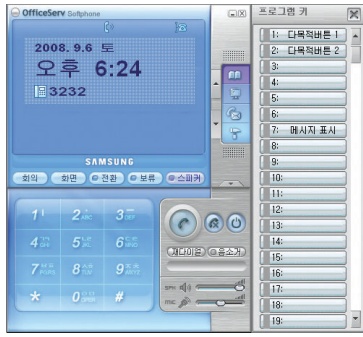 OfficeServ Softphone
2008. 9.6 토
오후 6:24
3232
SAMSUNG
회의 화면 전환 보류 스피커
1
2 ABC
3 DEF
4 GHI
5 JKL
6 MNO
7 PQRS
8 TUV
9 WXYZ
*
0
#
재다이얼 음소거
SPK
MIC
프로그램 키
1: 다목적버튼 1
2: 다목적버튼 2
3:
4:
5:
6:
7: 메시지 표시
8:
9:
10:
11:
12:
13:
14:
15:
16:
17:
18:
19: